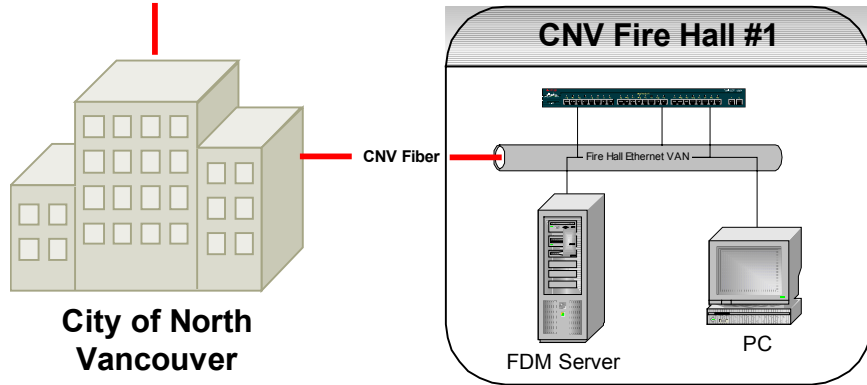 CNV Fire Hall #1
CNV Fiber
Fire Hall Ethernet VAN
City of North
Vancouver
FDM Server
PC